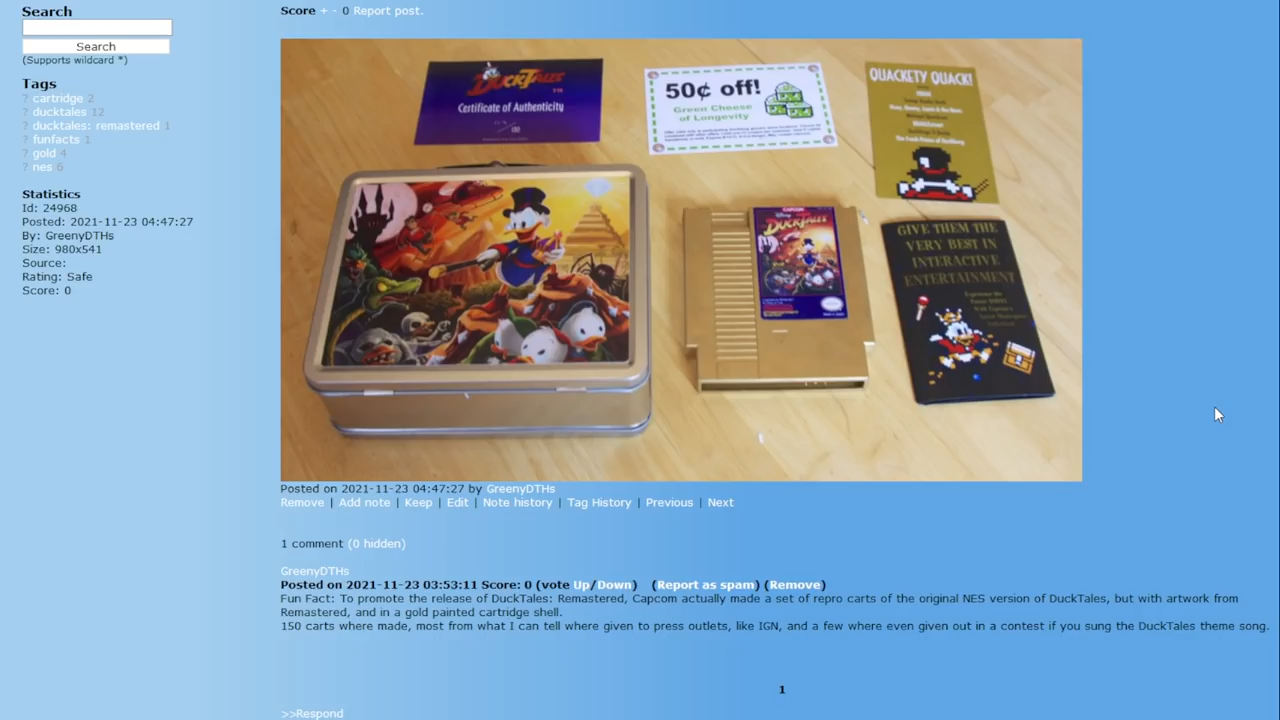 Search
Score + - 0 Report post.
Search
(Supports wildcard *)
Tags
? cartridge 2
? ducktales 12
? ducktales: remastered 1
? funfacts 1
? gold 4
? nes 6
Statistics
Id: 24968
Posted: 2021-11-23 04:47:27
By: GreenyDTHs
Size: 980x541
Source:
Rating: Safe
Score: 0
DUCKTALES TM
Certificate of Authenticity
50¢ off!
Green Cheese
of Longevity
QUACKETY QUACK!
CAPCOM
Disney
DUCKTALES
GIVE THEM THE
VERY BEST IN
INTERACTIVE
ENTERTAINMENT
Posted on 2021-11-23 04:47:27 by GreenyDTHs
Remove | Add note | Keep | Edit | Note history | Tag History | Previous | Next
1 comment (0 hidden)
GreenyDTHs
Posted on 2021-11-23 03:53:11 Score: 0 (vote Up/Down) (Report as spam) (Remove)
Fun Fact: To promote the release of DuckTales: Remastered, Capcom actually made a set of repro carts of the original NES version of DuckTales, but with artwork from
Remastered, and in a gold painted cartridge shell.
150 carts where made, most from what I can tell where given to press outlets, like IGN, and a few where even given out in a contest if you sung the DuckTales theme song.
1
>>Respond